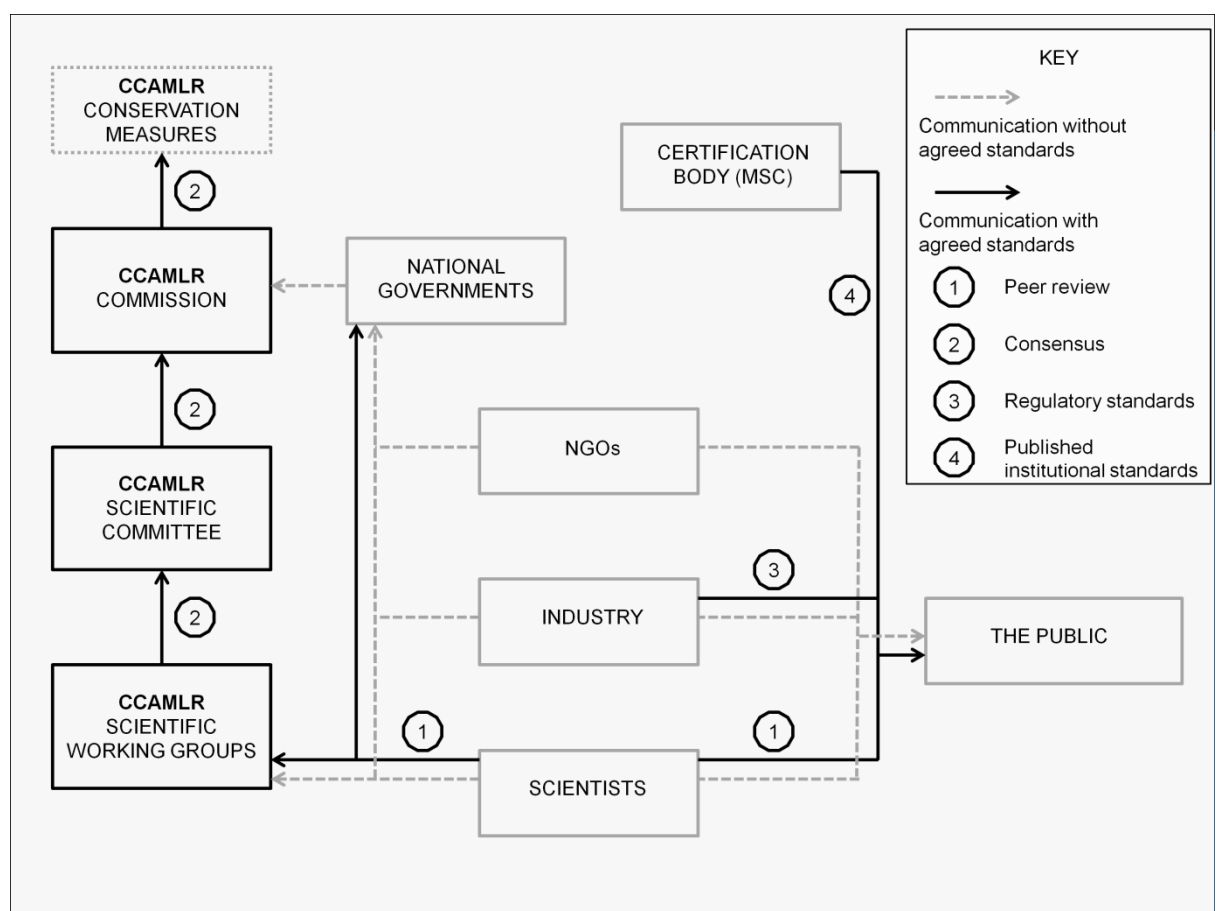 CCAMLR
CONSERVATION
MEASURES
2
CCAMLR
COMMISSION
2
CCAMLR
SCIENTIFIC
COMMITTEE
2
CCAMLR
SCIENTIFIC
WORKING GROUPS
NATIONAL
GOVERNMENTS
CERTIFICATION
BODY (MSC)
4
NGOs
3
INDUSTRY
1
1
SCIENTISTS
THE PUBLIC
KEY
Communication without
agreed standards
Communication with
agreed standards
1 Peer review
2 Consensus
3 Regulatory standards
4 Published
institutional standards